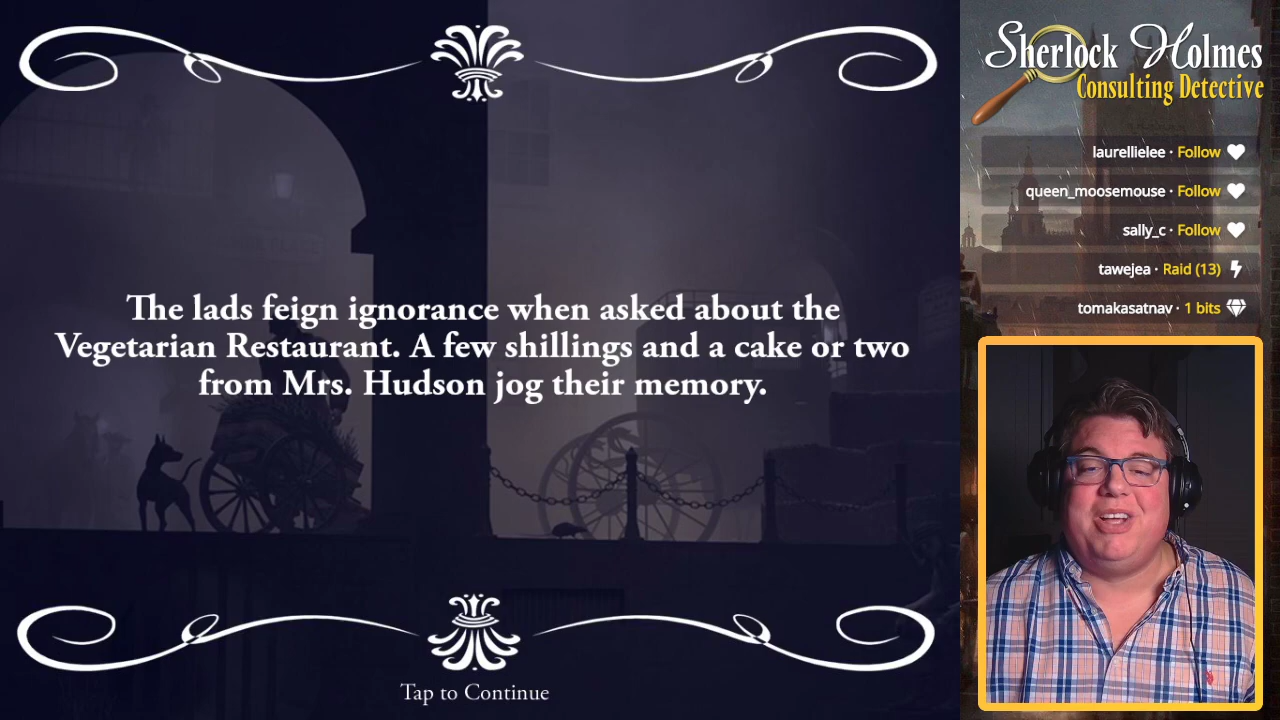 The lads feign ignorance when asked about the
Vegetarian Restaurant. A few shillings and a cake or two
from Mrs. Hudson jog their memory.
Tap to Continue
Sherlock Holmes
Consulting Detective
laurellielee · Follow
queen_moosemouse · Follow
sally_c · Follow
tawejea · Raid (13)
tomakasatnav · 1 bits